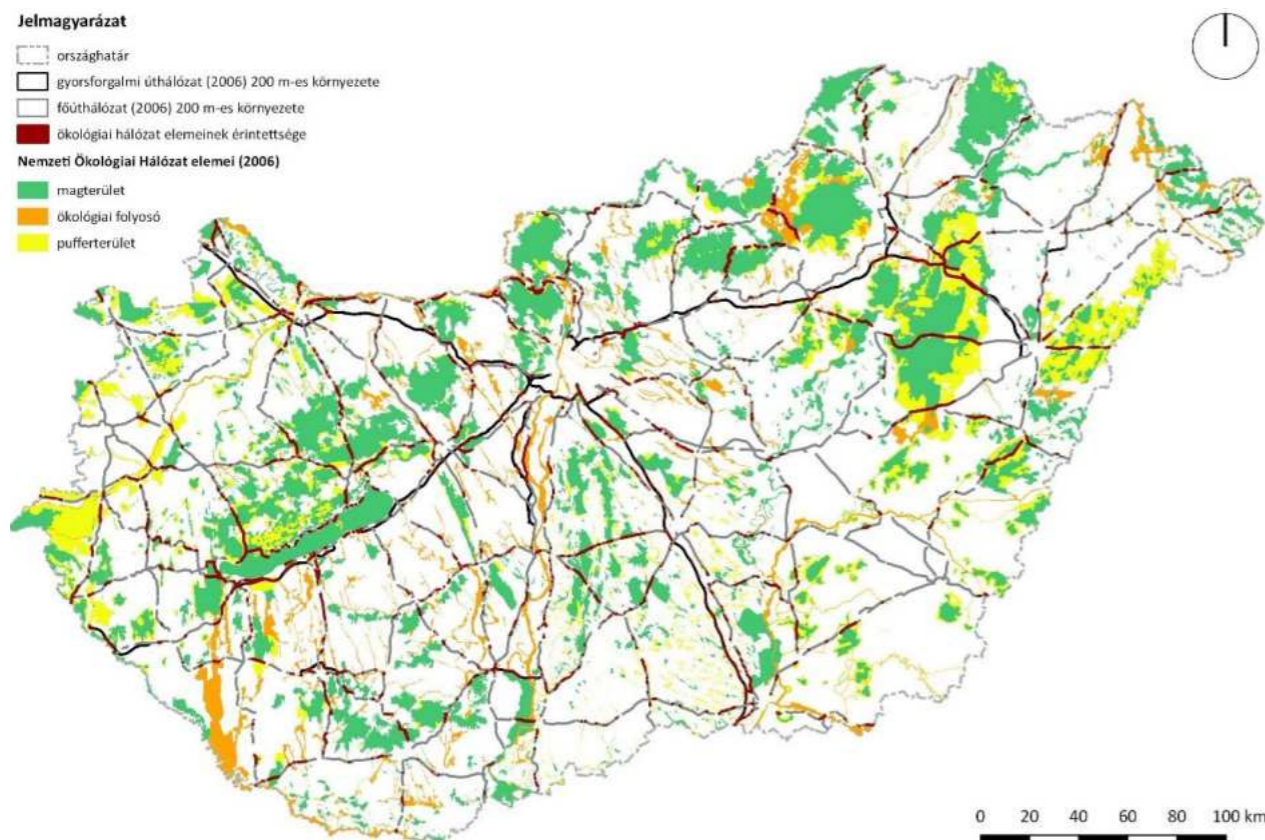 Jelmagyarázat
országhatár
gyorsforgalmi úthálózat (2006) 200 m-es környezete
főúthálózat (2006) 200 m-es környezete
ökológiai hálózat elemeinek érintettsége
Nemzeti Ökológiai Hálózat elemei (2006)
magterület
ökológiai folyosó
pufferterület
0 20 40 60 80 100 km